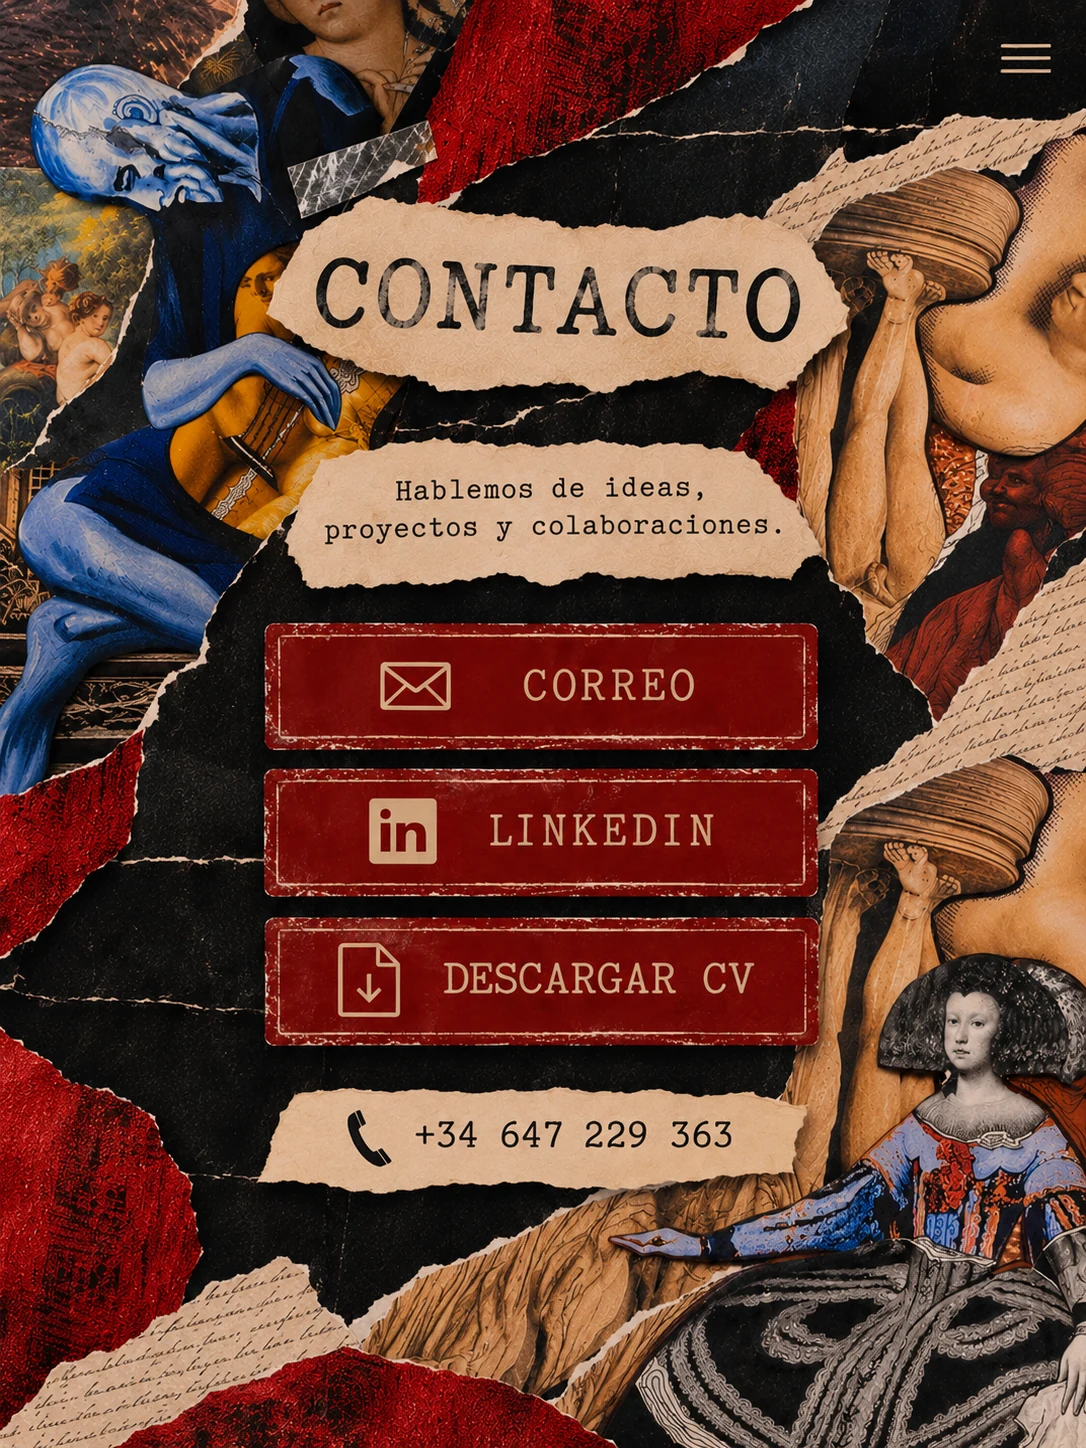 CONTACTO
Hablemos de ideas,
proyectos y colaboraciones.
CORREO
in LINKEDIN
DESCARGAR CV
+34 647 229 363